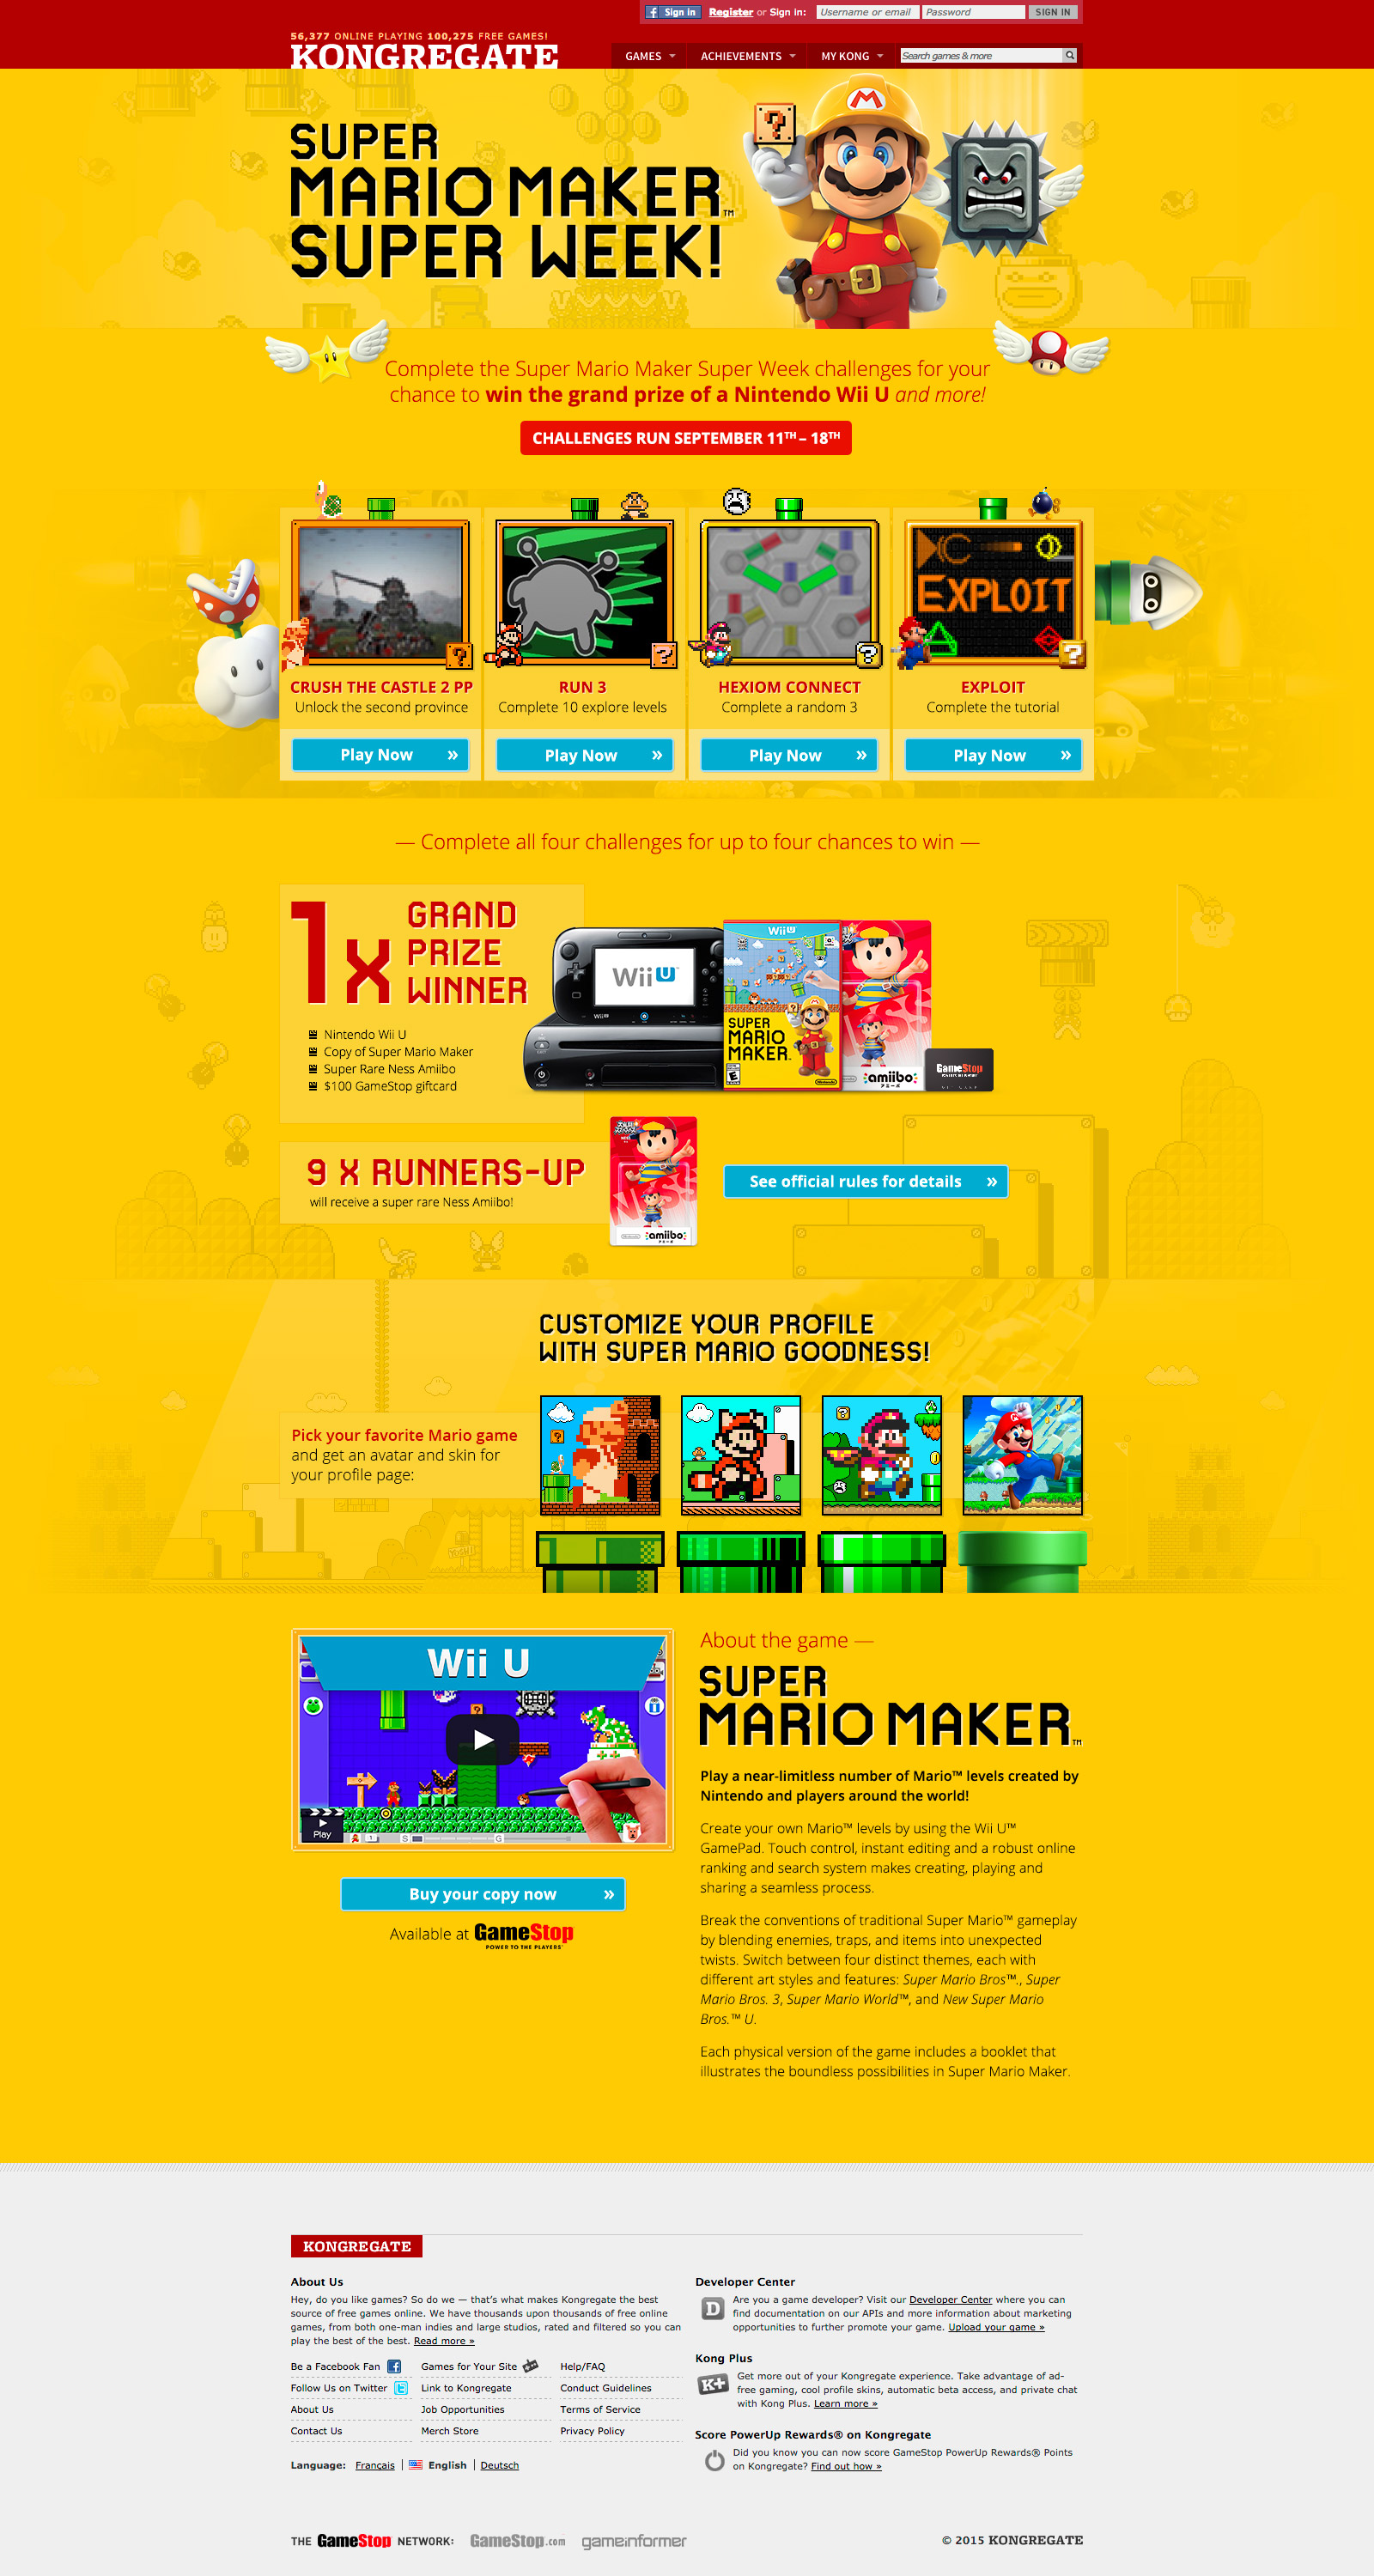 Sign in Register or Sign in: Username or email Password SIGN IN
56,377 ONLINE PLAYING 100,275 FREE GAMES!
KONGREGATE
GAMES ACHIEVEMENTS MY KONG Search games & more
SUPER
MARIO MAKER™
SUPER WEEK!
Complete the Super Mario Maker Super Week challenges for your
chance to win the grand prize of a Nintendo Wii U and more!
CHALLENGES RUN SEPTEMBER 11TH – 18TH
EXPLOIT
CRUSH THE CASTLE 2 PP
Unlock the second province
Play Now »
RUN 3
Complete 10 explore levels
Play Now »
HEXIOM CONNECT
Complete a random 3
Play Now »
EXPLOIT
Complete the tutorial
Play Now »
— Complete all four challenges for up to four chances to win —
1x GRAND
PRIZE
WINNER
Nintendo Wii U
Copy of Super Mario Maker
Super Rare Ness Amiibo
$100 GameStop giftcard
Wii U
Wii U
SUPER
MARIO
MAKER
amiibo
GameStop
9 X RUNNERS-UP
will receive a super rare Ness Amiibo!
amiibo
See official rules for details »
CUSTOMIZE YOUR PROFILE
WITH SUPER MARIO GOODNESS!
Pick your favorite Mario game
and get an avatar and skin for
your profile page:
Wii U
Play
Buy your copy now »
Available at GameStop
POWER TO THE PLAYERS
About the game —
SUPER
MARIO MAKER™
Play a near-limitless number of Mario™ levels created by
Nintendo and players around the world!
Create your own Mario™ levels by using the Wii U™
GamePad. Touch control, instant editing and a robust online
ranking and search system makes creating, playing and
sharing a seamless process.
Break the conventions of traditional Super Mario™ gameplay
by blending enemies, traps, and items into unexpected
twists. Switch between four distinct themes, each with
different art styles and features: Super Mario Bros™., Super
Mario Bros. 3, Super Mario World™, and New Super Mario
Bros.™ U.
Each physical version of the game includes a booklet that
illustrates the boundless possibilities in Super Mario Maker.
KONGREGATE
About Us
Hey, do you like games? So do we — that's what makes Kongregate the best
source of free games online. We have thousands upon thousands of free online
games, from both one-man indies and large studios, rated and filtered so you can
play the best of the best. Read more »
Be a Facebook Fan Games for Your Site Help/FAQ
Follow Us on Twitter Link to Kongregate Conduct Guidelines
About Us Job Opportunities Terms of Service
Contact Us Merch Store Privacy Policy
Language: Français | English | Deutsch
Developer Center
Are you a game developer? Visit our Developer Center where you can
find documentation on our APIs and more information about marketing
opportunities to further promote your game. Upload your game »
Kong Plus
Get more out of your Kongregate experience. Take advantage of ad-
free gaming, cool profile skins, automatic beta access, and private chat
with Kong Plus. Learn more »
Score PowerUp Rewards® on Kongregate
Did you know you can now score GameStop PowerUp Rewards® Points
on Kongregate? Find out how »
THE GameStop NETWORK: GameStop.com gameinformer
© 2015 KONGREGATE